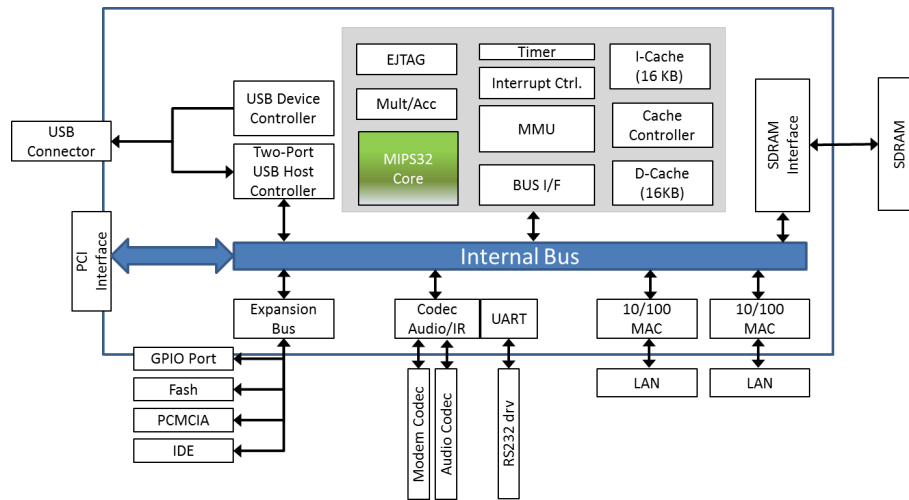 EJTAG
Timer
I-Cache
(16 KB)
Interrupt Ctrl.
Mult/Acc
MMU
Cache
Controller
MIPS32
Core
BUS I/F
D-Cache
(16KB)
USB Device
Controller
USB
Connector
Two-Port
USB Host
Controller
SDRAM
Interface
SDRAM
PCI
Interface
Internal Bus
Expansion
Bus
Codec
Audio/IR
UART
10/100
MAC
10/100
MAC
GPIO Port
Fash
PCMCIA
IDE
Modem Codec
Audio Codec
RS232 drv
LAN
LAN